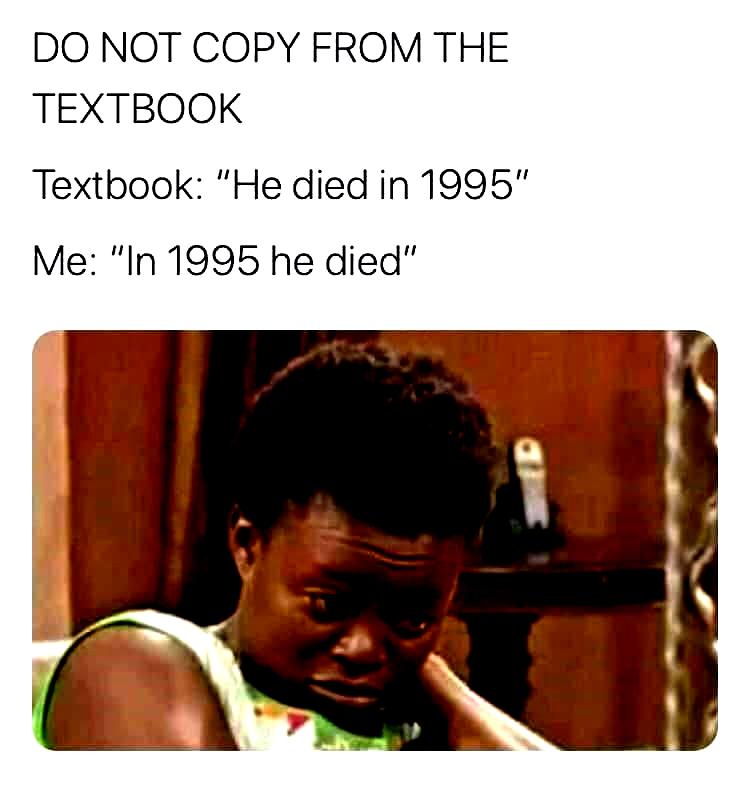 DO NOT COPY FROM THE
TEXTBOOK
Textbook: "He died in 1995"
Me: "In 1995 he died"